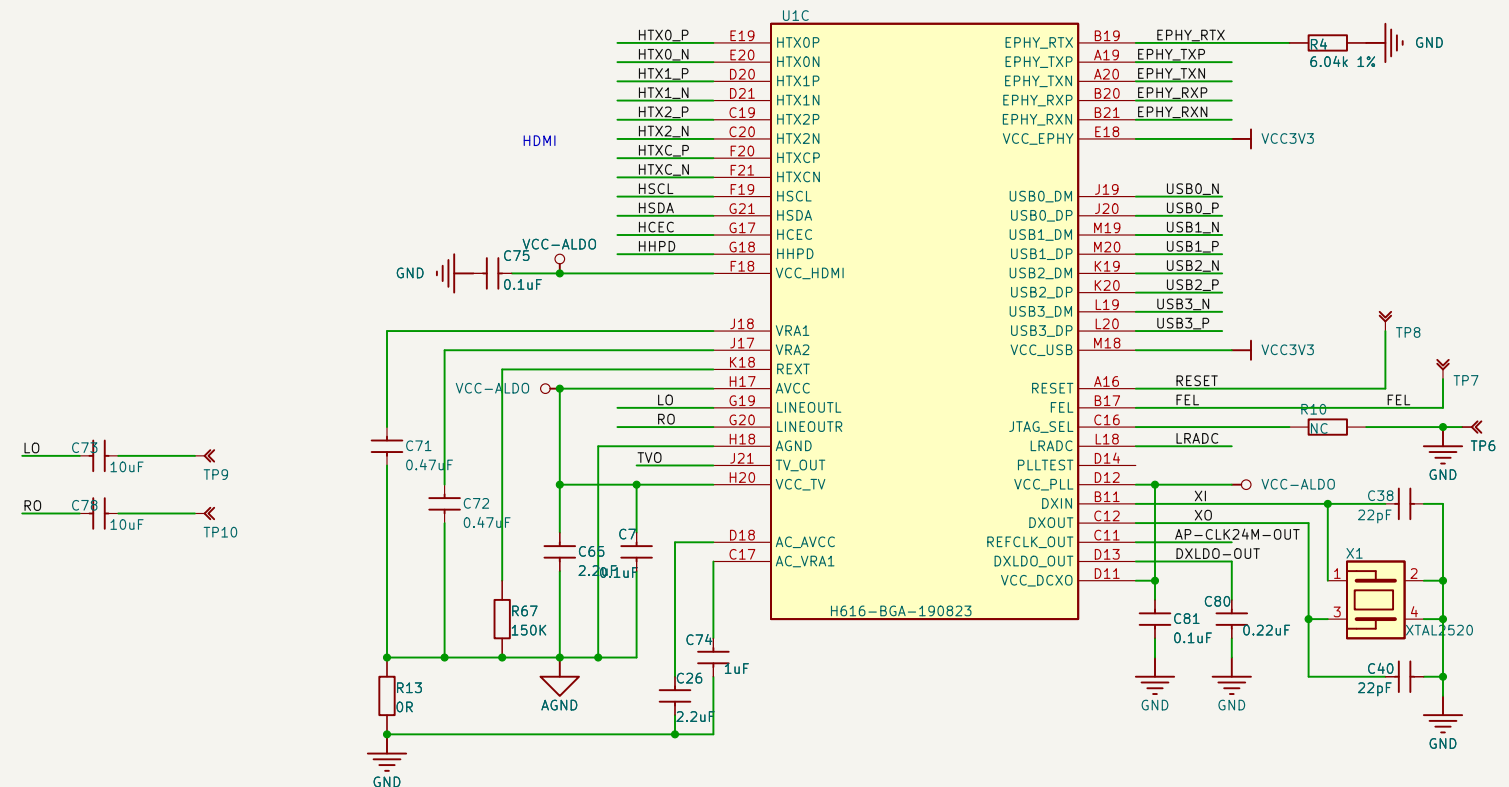 U1C
HTX0_P E19 HTX0P EPHY_RTX B19 EPHY_RTX R4 GND
HTX0_N E20 HTX0N EPHY_TXP A19 EPHY_TXP 6.04k 1%
HTX1_P D20 HTX1P EPHY_TXN A20 EPHY_TXN
HTX1_N D21 HTX1N EPHY_RXP B20 EPHY_RXP
HTX2_P C19 HTX2P EPHY_RXN B21 EPHY_RXN
HDMI HTX2_N C20 HTX2N VCC_EPHY E18 VCC3V3
HTXC_P F20 HTXCP
HTXC_N F21 HTXCN
HSCL F19 HSCL USB0_DM J19 USB0_N
HSDA G21 HSDA USB0_DP J20 USB0_P
HCEC G17 HCEC USB1_DM M19 USB1_N
VCC-ALDO HHPD G18 HHPD USB1_DP M20 USB1_P
GND C75 F18 VCC_HDMI USB2_DM K19 USB2_N
0.1uF USB2_DP K20 USB2_P
USB3_DM L19 USB3_N
J18 VRA1 USB3_DP L20 USB3_P TP8
J17 VRA2 VCC_USB M18 VCC3V3
K18 REXT TP7
VCC-ALDO H17 AVCC RESET A16 RESET
LO G19 LINEOUTL FEL B17 FEL R10 FEL
RO G20 LINEOUTR JTAG_SEL C16 NC
LO C73 C71 H18 AGND LRADC L18 LRADC TP6
10uF TP9 0.47uF TVO J21 TV_OUT PLLTEST D14 GND
H20 VCC_TV VCC_PLL D12 VCC-ALDO
RO C78 C72 DXIN B11 XI C38
10uF TP10 0.47uF DXOUT C12 XO 22pF
C7 D18 AC_AVCC REFCLK_OUT C11 AP-CLK24M-OUT
C65 C17 AC_VRA1 DXLDO_OUT D13 DXLDO-OUT X1
2.2uF 0.1uF VCC_DCXO D11 1 2
R67 H616-BGA-190823 C80 3 4
150K C81 0.1uF 0.22uF XTAL2520
C74
1uF C40
R13 C26 22pF
0R AGND 2.2uF GND GND
GND
GND